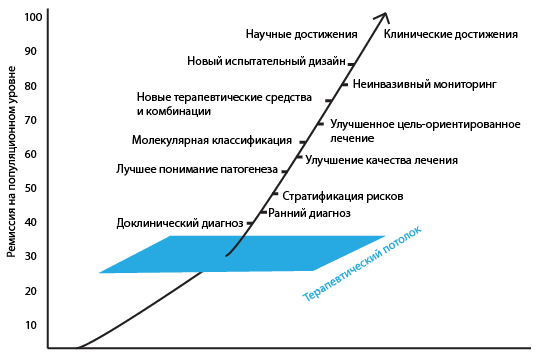 100
90
80
70
60
50
40
30
20
10
Ремиссия на популяционном уровне
Научные достижения
Клинические достижения
Новый испытательный дизайн
Неинвазивный мониторинг
Новые терапевтические средства
и комбинации
Улучшенное цель-ориентированное
лечение
Молекулярная классификация
Улучшение качества лечения
Лучшее понимание патогенеза
Стратификация рисков
Ранний диагноз
Доклинический диагноз
Терапевтический потолок